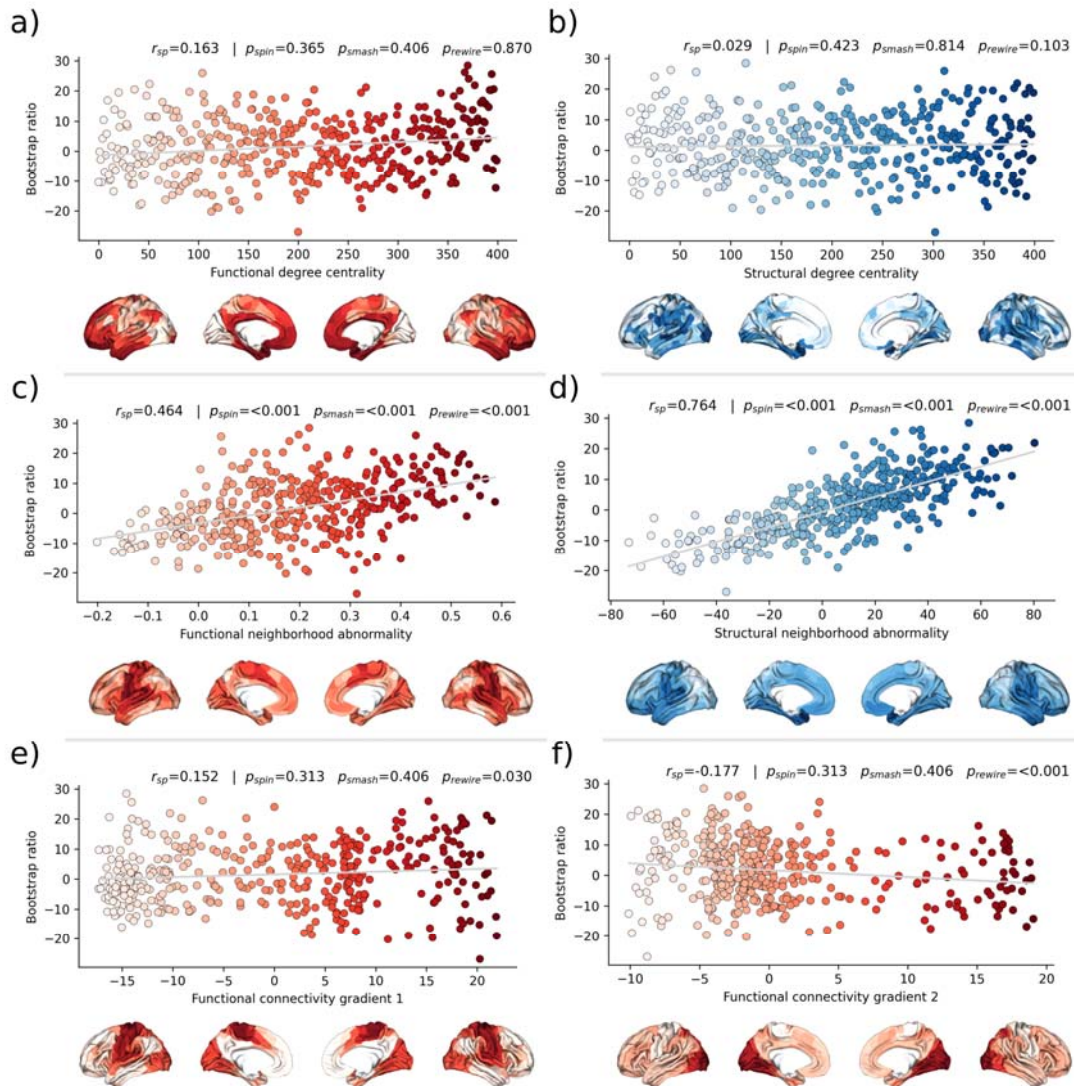 a)
r_sp=0.163 | p_spin=0.365 p_smash=0.406 p_rewire=0.870
30
20
10
0
−10
−20
Bootstrap ratio
0 50 100 150 200 250 300 350 400
Functional degree centrality
b)
r_sp=0.029 | p_spin=0.423 p_smash=0.814 p_rewire=0.103
30
20
10
0
−10
−20
Bootstrap ratio
0 50 100 150 200 250 300 350 400
Structural degree centrality
c)
r_sp=0.464 | p_spin=<0.001 p_smash=<0.001 p_rewire=<0.001
30
20
10
0
−10
−20
Bootstrap ratio
−0.2 −0.1 0.0 0.1 0.2 0.3 0.4 0.5 0.6
Functional neighborhood abnormality
d)
r_sp=0.764 | p_spin=<0.001 p_smash=<0.001 p_rewire=<0.001
30
20
10
0
−10
−20
Bootstrap ratio
−80 −60 −40 −20 0 20 40 60 80
Structural neighborhood abnormality
e)
r_sp=0.152 | p_spin=0.313 p_smash=0.406 p_rewire=0.030
30
20
10
0
−10
−20
Bootstrap ratio
−15 −10 −5 0 5 10 15 20
Functional connectivity gradient 1
f)
r_sp=-0.177 | p_spin=0.313 p_smash=0.406 p_rewire=<0.001
30
20
10
0
−10
−20
Bootstrap ratio
−10 −5 0 5 10 15 20
Functional connectivity gradient 2